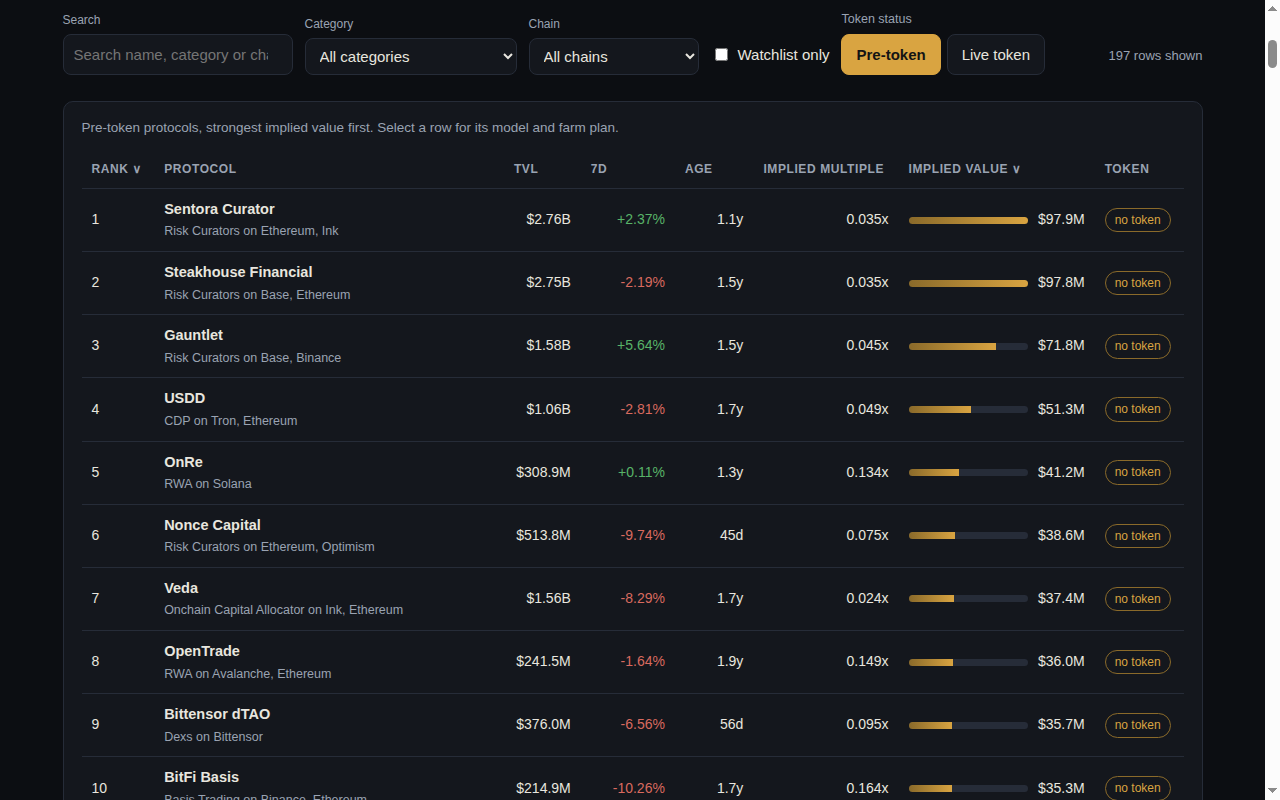 Search
Category
Chain
Token status
Search name, category or cha
All categories
All chains
Watchlist only
Pre-token
Live token
197 rows shown
Pre-token protocols, strongest implied value first. Select a row for its model and farm plan.
RANK ∨ PROTOCOL TVL 7D AGE IMPLIED MULTIPLE IMPLIED VALUE ∨ TOKEN
1 Sentora Curator $2.76B +2.37% 1.1y 0.035x $97.9M no token
Risk Curators on Ethereum, Ink
2 Steakhouse Financial $2.75B -2.19% 1.5y 0.035x $97.8M no token
Risk Curators on Base, Ethereum
3 Gauntlet $1.58B +5.64% 1.5y 0.045x $71.8M no token
Risk Curators on Base, Binance
4 USDD $1.06B -2.81% 1.7y 0.049x $51.3M no token
CDP on Tron, Ethereum
5 OnRe $308.9M +0.11% 1.3y 0.134x $41.2M no token
RWA on Solana
6 Nonce Capital $513.8M -9.74% 45d 0.075x $38.6M no token
Risk Curators on Ethereum, Optimism
7 Veda $1.56B -8.29% 1.7y 0.024x $37.4M no token
Onchain Capital Allocator on Ink, Ethereum
8 OpenTrade $241.5M -1.64% 1.9y 0.149x $36.0M no token
RWA on Avalanche, Ethereum
9 Bittensor dTAO $376.0M -6.56% 56d 0.095x $35.7M no token
Dexs on Bittensor
10 BitFi Basis $214.9M -10.26% 1.7y 0.164x $35.3M no token
Basis Trading on Binance, Ethereum